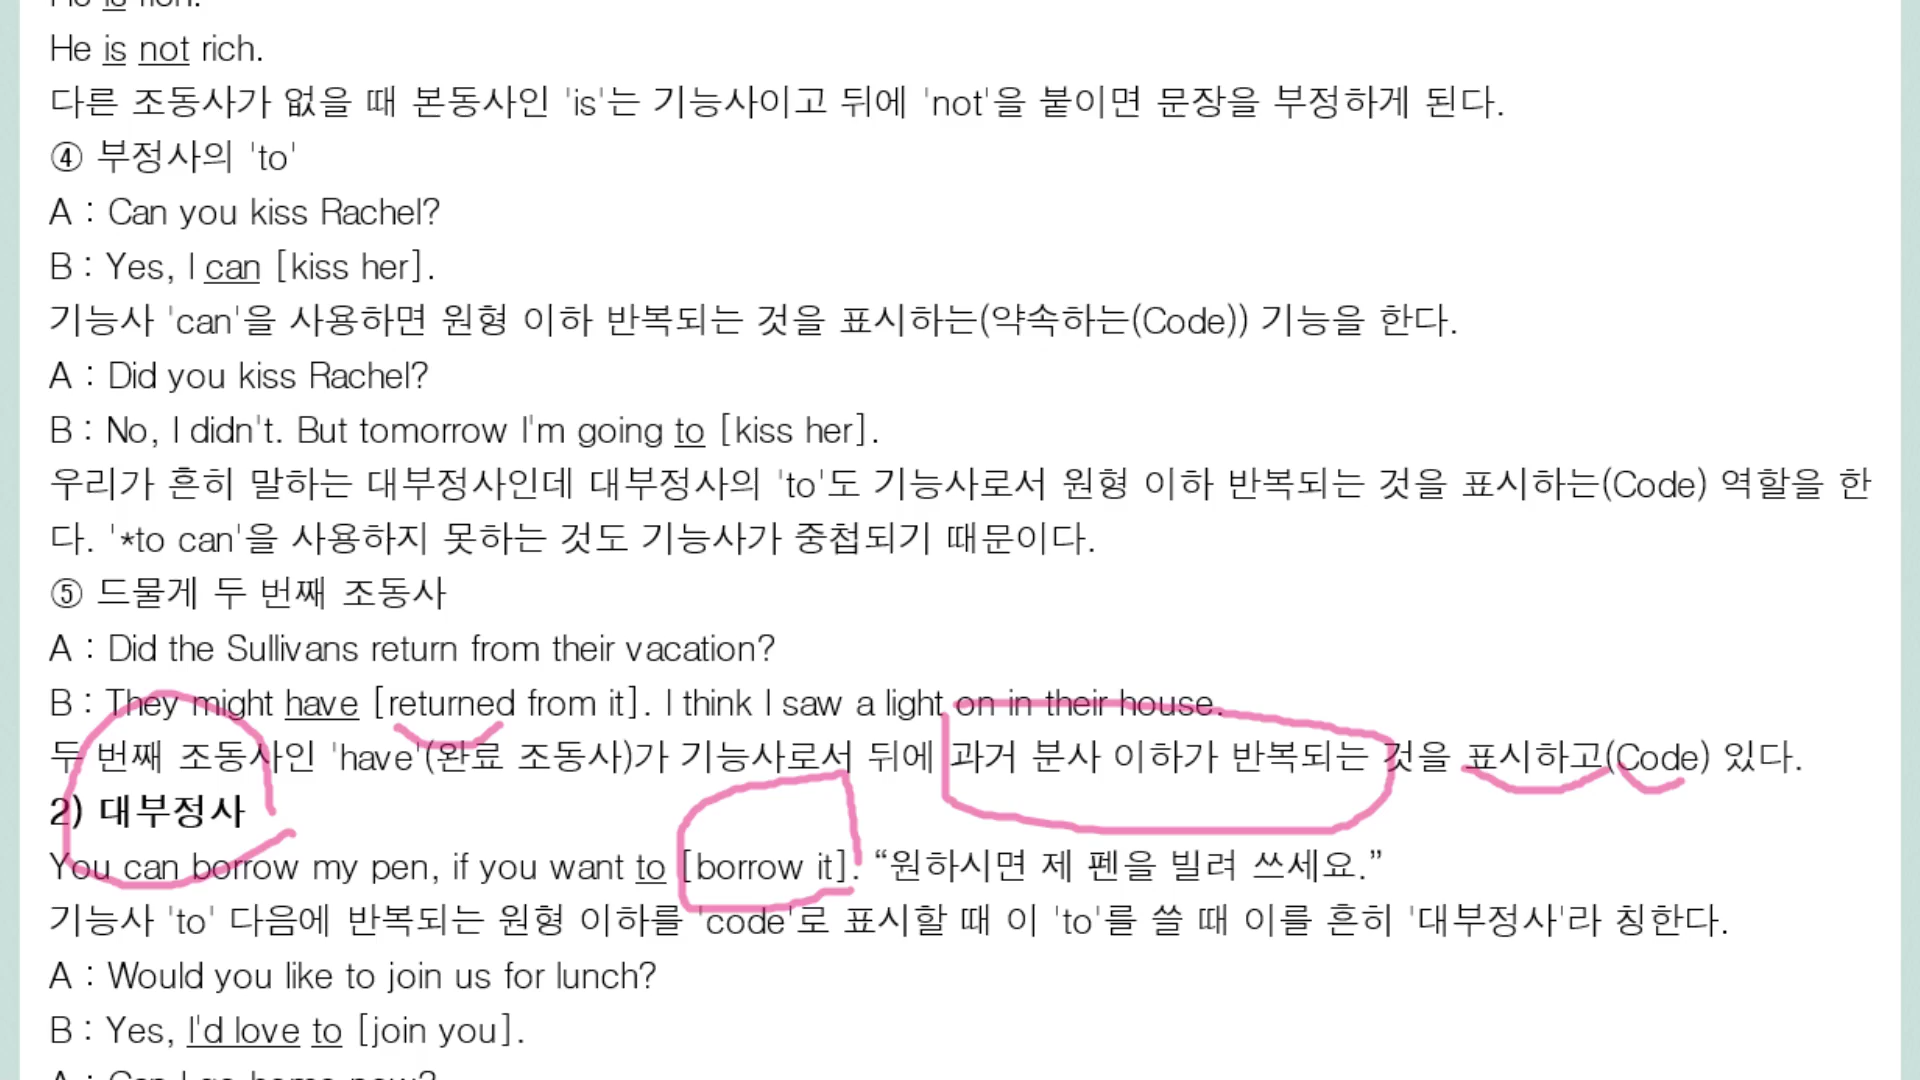 He is rich.
He is not rich.
다른 조동사가 없을 때 본동사인 'is'는 기능사이고 뒤에 'not'을 붙이면 문장을 부정하게 된다.
④ 부정사의 'to'
A : Can you kiss Rachel?
B : Yes, I can [kiss her].
기능사 'can'을 사용하면 원형 이하 반복되는 것을 표시하는(약속하는(Code)) 기능을 한다.
A : Did you kiss Rachel?
B : No, I didn't. But tomorrow I'm going to [kiss her].
우리가 흔히 말하는 대부정사인데 대부정사의 'to'도 기능사로서 원형 이하 반복되는 것을 표시하는(Code) 역할을 한
다. '*to can'을 사용하지 못하는 것도 기능사가 중첩되기 때문이다.
⑤ 드물게 두 번째 조동사
A : Did the Sullivans return from their vacation?
B : They might have [returned from it]. I think I saw a light on in their house.
두 번째 조동사인 'have'(완료 조동사)가 기능사로서 뒤에 과거 분사 이하가 반복되는 것을 표시하고(Code) 있다.
2) 대부정사
You can borrow my pen, if you want to [borrow it]. “원하시면 제 펜을 빌려 쓰세요.”
기능사 'to' 다음에 반복되는 원형 이하를 'code'로 표시할 때 이 'to'를 쓸 때 이를 흔히 '대부정사'라 칭한다.
A : Would you like to join us for lunch?
B : Yes, I'd love to [join you].
A : Can I go home now?